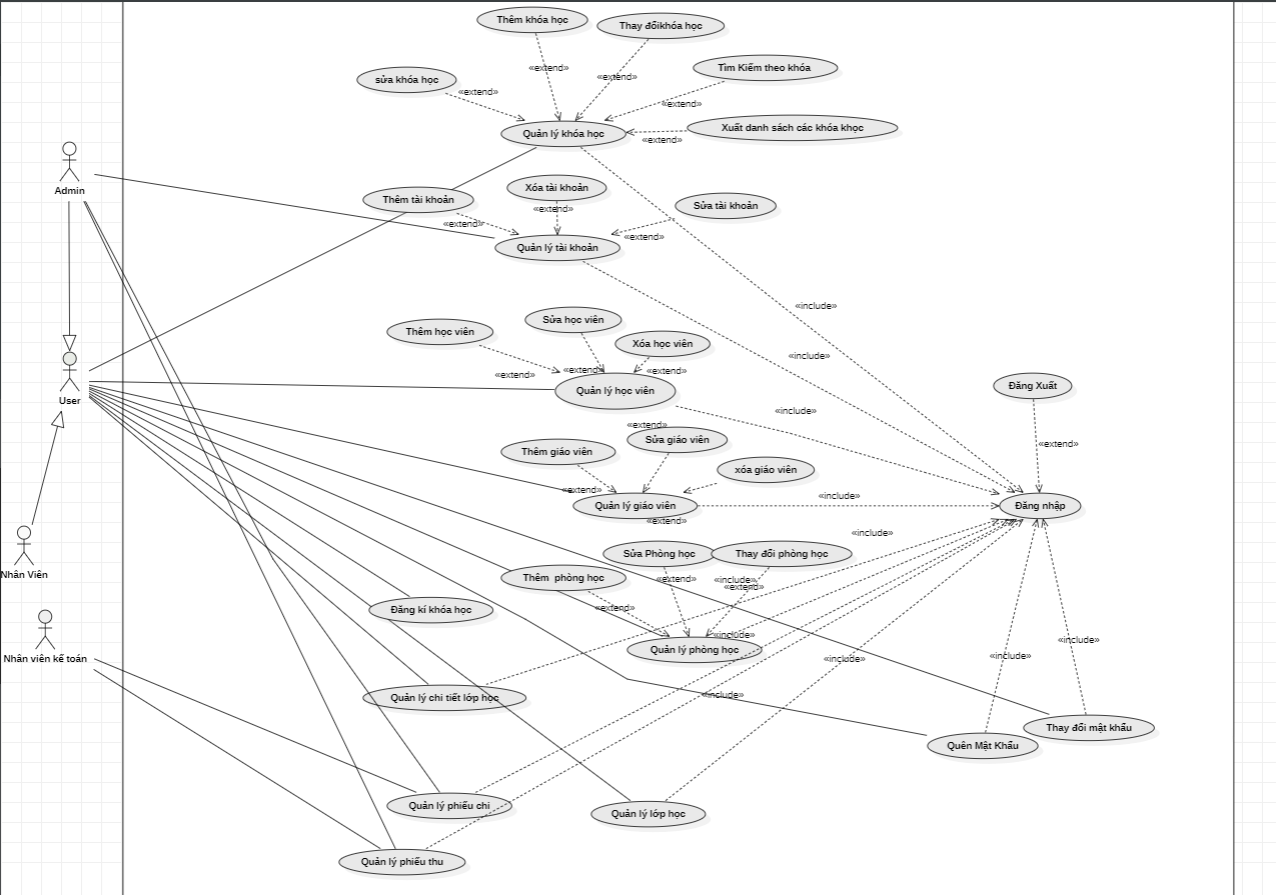 Thêm khóa học
Thay đổikhóa học
«extend»
Tìm Kiếm theo khóa
sửa khóa học
«extend»
«extend»
«extend»
Quản lý khóa học
Xuất danh sách các khóa khọc
«extend»
Admin
Thêm tài khoản
Xóa tài khoản
Sửa tài khoản
«extend»
«extend»
«extend»
Quản lý tài khoản
«include»
«include»
Thêm học viên
Sửa học viên
Xóa học viên
«extend»
«extend»
«extend»
User
Quản lý học viên
Đăng Xuất
«include»
«extend»
Sửa giáo viên
Thêm giáo viên
xóa giáo viên
«extend»
«extend»
«include»
Quản lý giáo viên
Đăng nhập
«extend»
«include»
Sửa Phòng học
Thay đổi phòng học
Nhân Viên
Thêm phòng học
«extend»
«include»
«extend»
«extend»
Đăng kí khóa học
«include»
«include»
Quản lý phòng học
Nhân viên kế toán
«include»
«include»
Quản lý chi tiết lớp học
«include»
Thay đổi mật khẩu
Quên Mật Khẩu
Quản lý phiếu chi
Quản lý lớp học
Quản lý phiếu thu